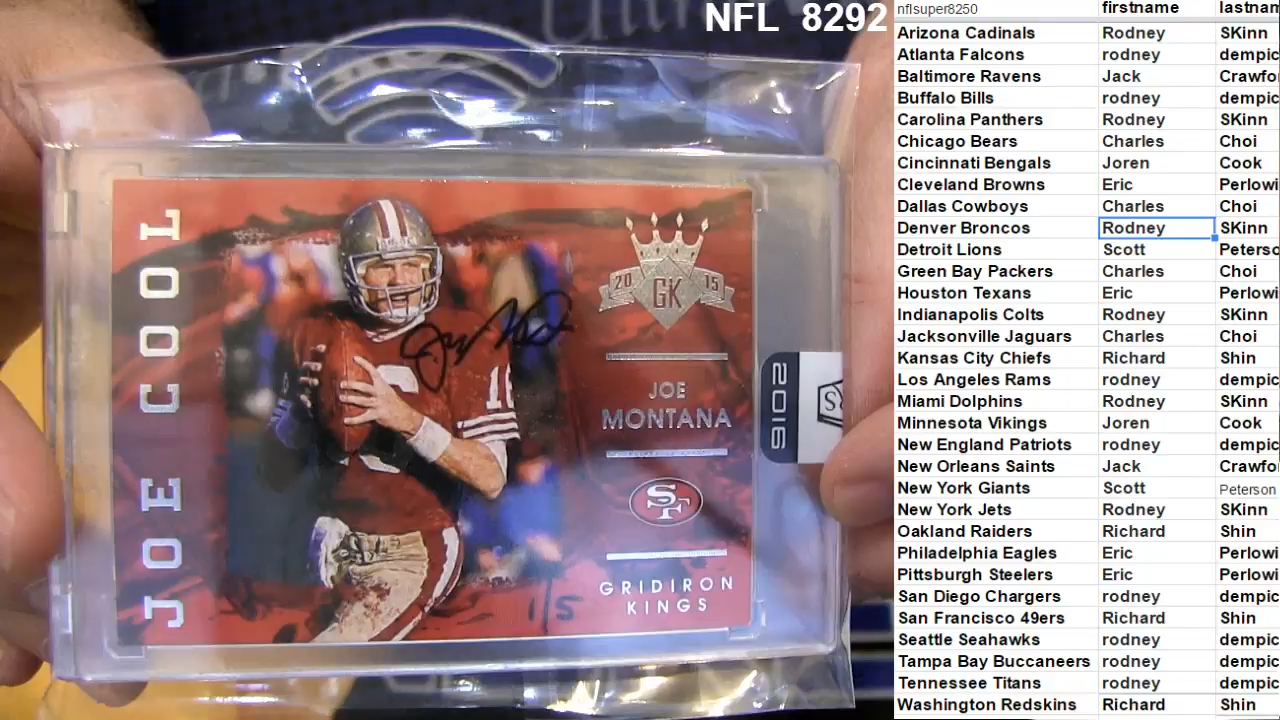 NFL 8292
JOE COOL
20 GK 15
JOE
MONTANA
SF
GRIDIRON
KINGS
1/5
16
2016
nflsuper8250 firstname lastnam
Arizona Cadinals Rodney SKinn
Atlanta Falcons rodney dempic
Baltimore Ravens Jack Crawfo
Buffalo Bills rodney dempic
Carolina Panthers Rodney SKinn
Chicago Bears Charles Choi
Cincinnati Bengals Joren Cook
Cleveland Browns Eric Perlowi
Dallas Cowboys Charles Choi
Denver Broncos Rodney SKinn
Detroit Lions Scott Peterso
Green Bay Packers Charles Choi
Houston Texans Eric Perlowi
Indianapolis Colts Rodney SKinn
Jacksonville Jaguars Charles Choi
Kansas City Chiefs Richard Shin
Los Angeles Rams rodney dempic
Miami Dolphins Rodney SKinn
Minnesota Vikings Joren Cook
New England Patriots rodney dempic
New Orleans Saints Jack Crawfo
New York Giants Scott Peterson
New York Jets Rodney SKinn
Oakland Raiders Richard Shin
Philadelphia Eagles Eric Perlowi
Pittsburgh Steelers Eric Perlowi
San Diego Chargers rodney dempic
San Francisco 49ers Richard Shin
Seattle Seahawks rodney dempic
Tampa Bay Buccaneers rodney dempic
Tennessee Titans rodney dempic
Washington Redskins Richard Shin